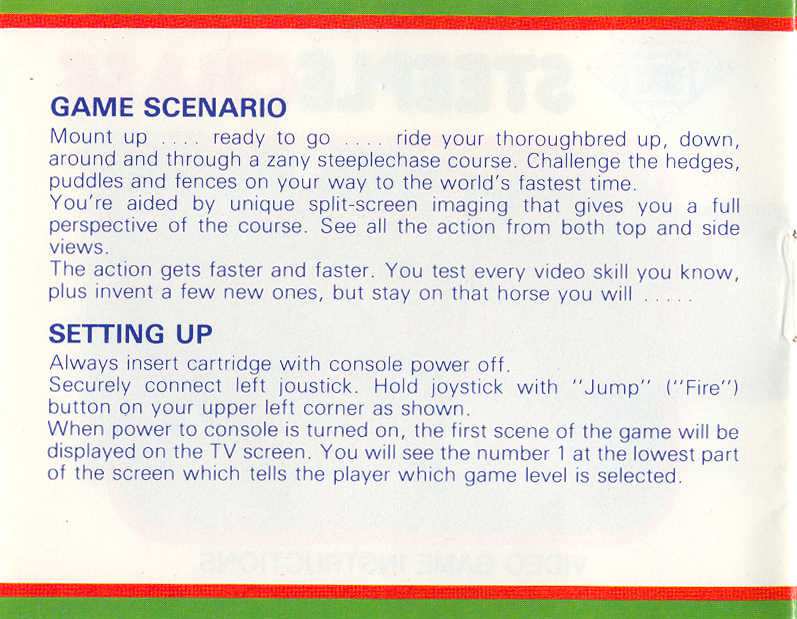 GAME SCENARIO
Mount up .... ready to go .... ride your thoroughbred up, down,
around and through a zany steeplechase course. Challenge the hedges,
puddles and fences on your way to the world's fastest time.
You're aided by unique split-screen imaging that gives you a full
perspective of the course. See all the action from both top and side
views.
The action gets faster and faster. You test every video skill you know,
plus invent a few new ones, but stay on that horse you will .....
SETTING UP
Always insert cartridge with console power off.
Securely connect left joustick. Hold joystick with "Jump" ("Fire")
button on your upper left corner as shown.
When power to console is turned on, the first scene of the game will be
displayed on the TV screen. You will see the number 1 at the lowest part
of the screen which tells the player which game level is selected.